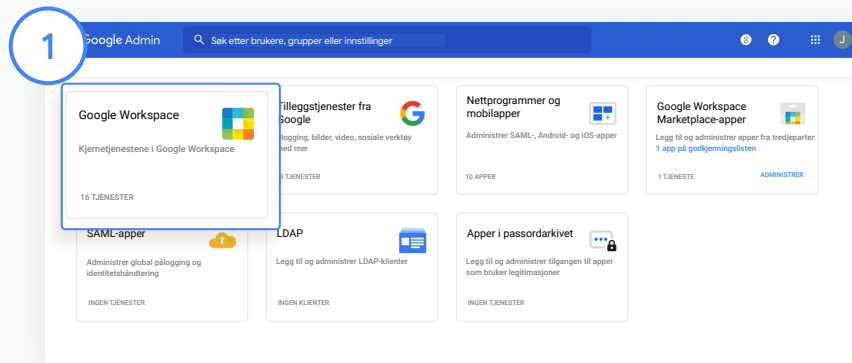 1
Google Admin
Søk etter brukere, grupper eller innstillinger
J
Google Workspace
Kjernetjenestene i Google Workspace
16 TJENESTER
Tilleggstjenester fra
Google
logging, bilder, video, sosiale verktøy
med mer
TJENESTER
Nettprogrammer og
mobilapper
Administrer SAML-, Android- og iOS-apper
10 APPER
Google Workspace
Marketplace-apper
Legg til og administrer apper fra tredjeparter
1 app på godkjenningslisten
1 TJENESTE
ADMINISTRER
SAML-apper
Administrer global pålogging og
identitetshåndtering
INGEN TJENESTER
LDAP
Legg til og administrer LDAP-klienter
INGEN KLIENTER
Apper i passordarkivet
Legg til og administrer tilgangen til apper
som bruker legitimasjoner
INGEN TJENESTER